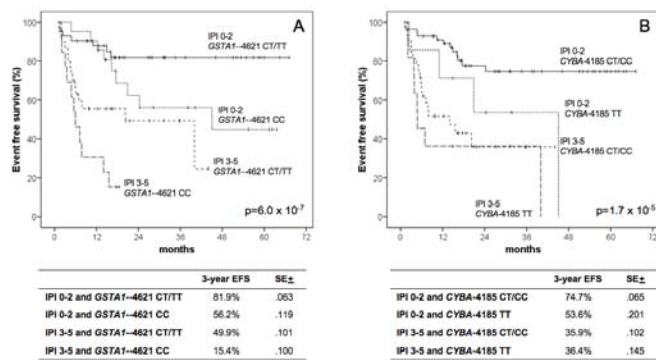 A
Event free survival (%)
100
80
60
40
20
0
IPI 0-2
GSTA1--4621 CT/TT
IPI 0-2
GSTA1--4621 CC
IPI 3-5
GSTA1--4621 CT/TT
IPI 3-5
GSTA1--4621 CC
p=6.0 x 10-7
0 12 24 36 48 60 72
months
3-year EFS SE±
IPI 0-2 and GSTA1--4621 CT/TT 81.9% .063
IPI 0-2 and GSTA1--4621 CC 56.2% .119
IPI 3-5 and GSTA1--4621 CT/TT 49.9% .101
IPI 3-5 and GSTA1--4621 CC 15.4% .100
B
Event free survival (%)
100
80
60
40
20
0
IPI 0-2
CYBA-4185 CT/CC
IPI 0-2
CYBA-4185 TT
IPI 3-5
CYBA-4185 CT/CC
IPI 3-5
CYBA-4185 TT
p=1.7 x 10-5
0 12 24 36 48 60 72
months
3-year EFS SE±
IPI 0-2 and CYBA-4185 CT/CC 74.7% .065
IPI 0-2 and CYBA-4185 TT 53.6% .201
IPI 3-5 and CYBA-4185 CT/CC 35.9% .102
IPI 3-5 and CYBA-4185 TT 36.4% .145